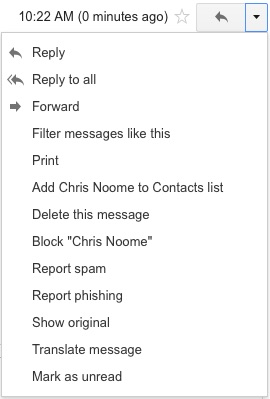 10:22 AM (0 minutes ago)
Reply
Reply to all
Forward
Filter messages like this
Print
Add Chris Noome to Contacts list
Delete this message
Block "Chris Noome"
Report spam
Report phishing
Show original
Translate message
Mark as unread